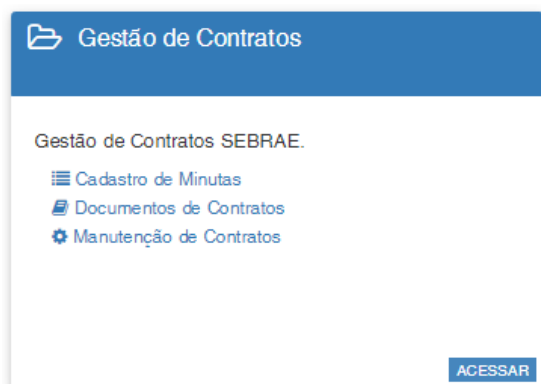 Gestão de Contratos
Gestão de Contratos SEBRAE.
Cadastro de Minutas
Documentos de Contratos
Manutenção de Contratos
ACESSAR